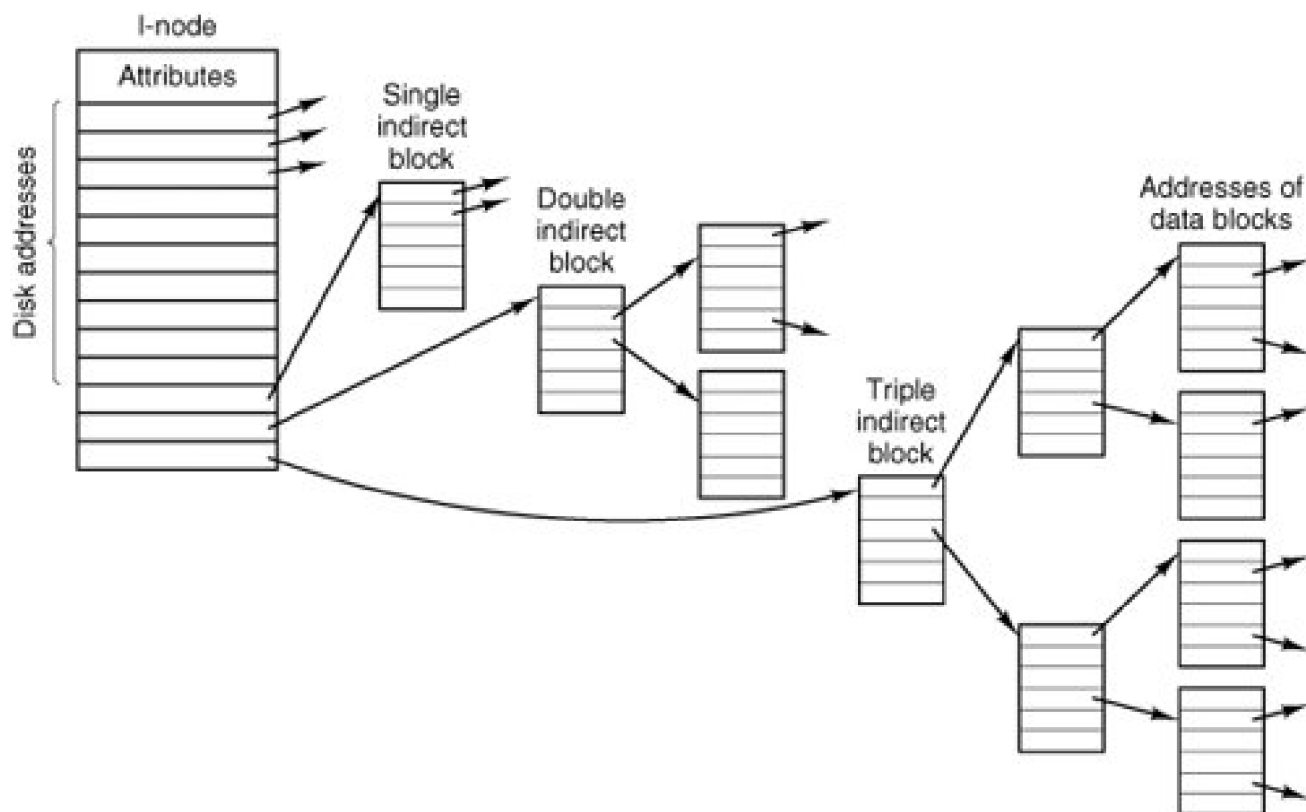 I-node
Attributes
Disk addresses
Single
indirect
block
Double
indirect
block
Triple
indirect
block
Addresses of
data blocks